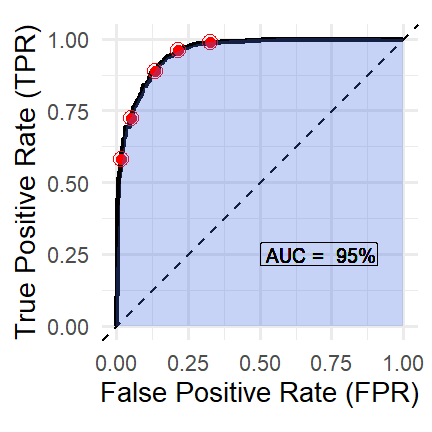 True Positive Rate (TPR)
1.00
0.75
0.50
0.25
0.00
AUC = 95%
0.00 0.25 0.50 0.75 1.00
False Positive Rate (FPR)